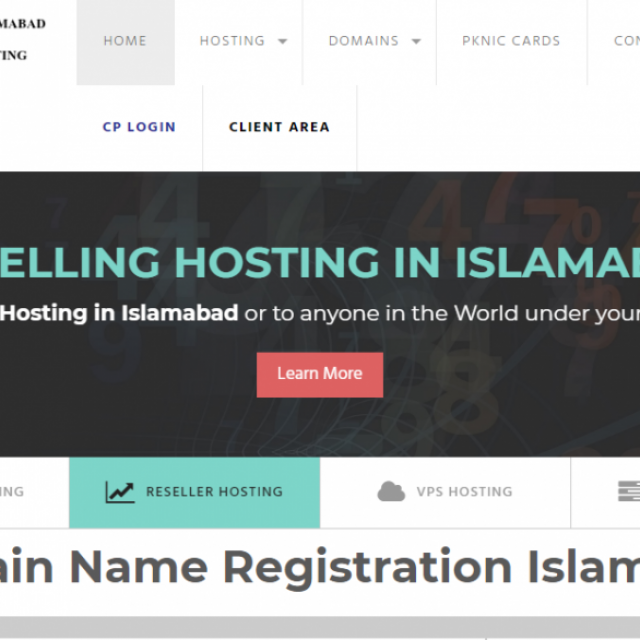 MABAD
TING
HOME
HOSTING
DOMAINS
PKNIC CARDS
CON
CP LOGIN
CLIENT AREA
ELLING HOSTING IN ISLAMAB
Hosting in Islamabad or to anyone in the World under your
Learn More
ING
RESELLER HOSTING
VPS HOSTING
ain Name Registration Islam